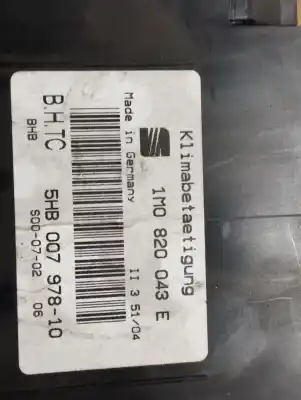 Klimabetaetigung
1M0 820 043 E
Made in Germany
II 3 51/04
B.H.TC 5HB 007 978-10
BHB S00-07-02 06